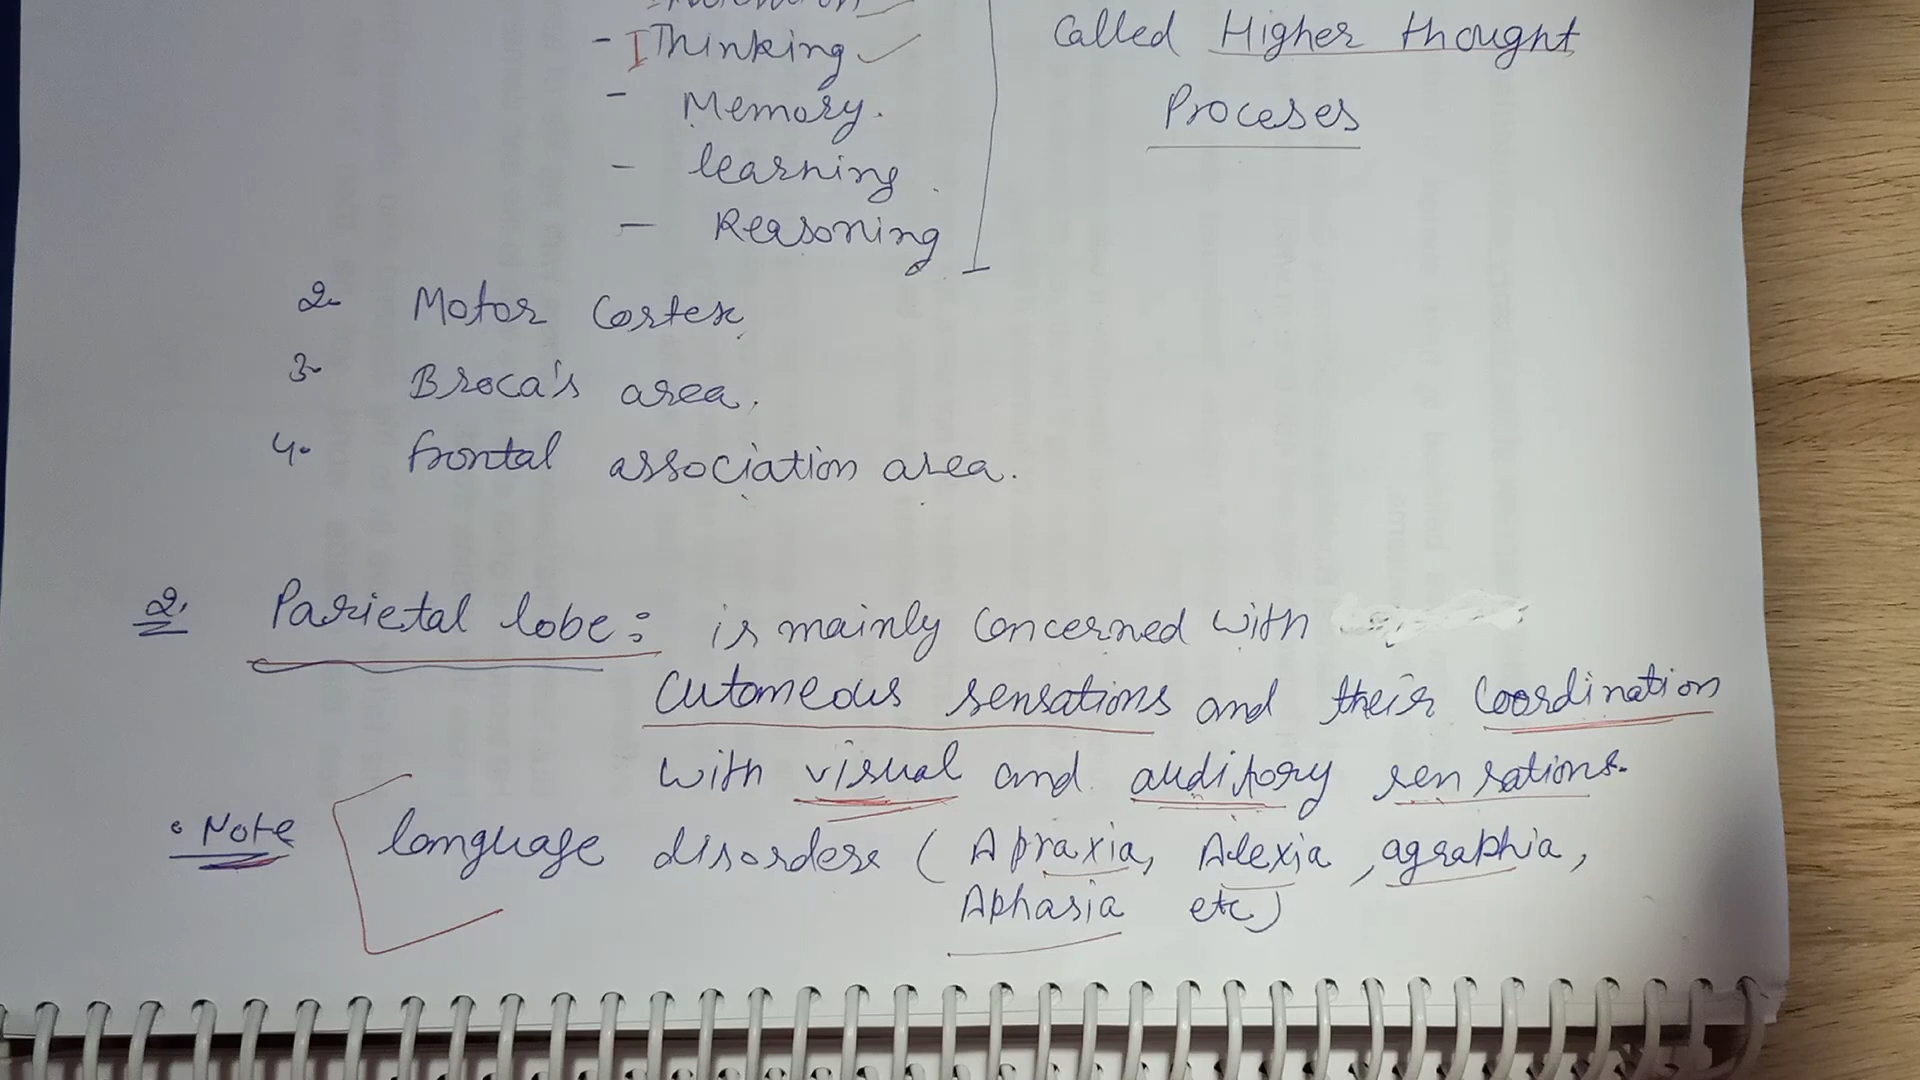 - Thinking
called Higher thought
- Memory.
Proceses
- learning
- Reasoning
2. Motor Cortex
3. Broca's area.
4. frontal association area.
2. Parietal lobe: is mainly concerned with
cutaneous sensations and their coordination
with visual and auditory sensations.
• Note language disorders (Apraxia, Alexia, agraphia,
Aphasia etc)